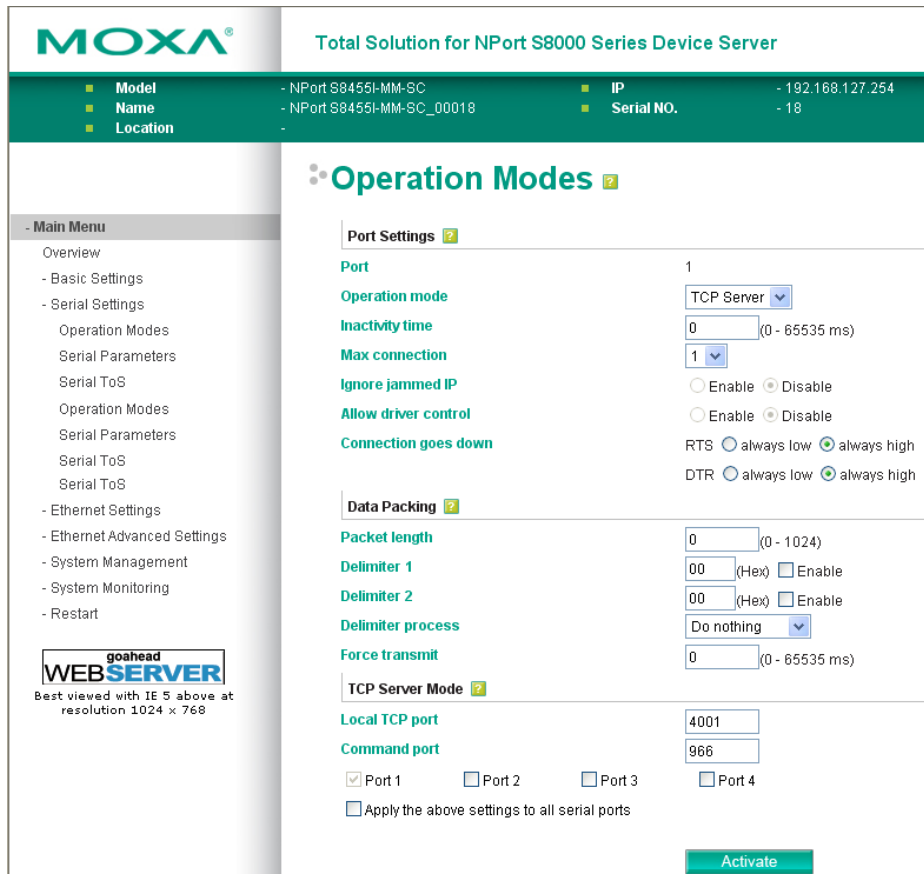 MOXA®
Total Solution for NPort S8000 Series Device Server
Model - NPort S8455I-MM-SC IP - 192.168.127.254
Name - NPort S8455I-MM-SC_00018 Serial NO. - 18
Location -
- Main Menu
Overview
- Basic Settings
- Serial Settings
Operation Modes
Serial Parameters
Serial ToS
Operation Modes
Serial Parameters
Serial ToS
Serial ToS
- Ethernet Settings
- Ethernet Advanced Settings
- System Management
- System Monitoring
- Restart
goahead
WEBSERVER
Best viewed with IE 5 above at
resolution 1024 x 768
Operation Modes ?
Port Settings ?
Port 1
Operation mode TCP Server
Inactivity time 0 (0 - 65535 ms)
Max connection 1
Ignore jammed IP Enable Disable
Allow driver control Enable Disable
Connection goes down RTS always low always high
DTR always low always high
Data Packing ?
Packet length 0 (0 - 1024)
Delimiter 1 00 (Hex) Enable
Delimiter 2 00 (Hex) Enable
Delimiter process Do nothing
Force transmit 0 (0 - 65535 ms)
TCP Server Mode ?
Local TCP port 4001
Command port 966
Port 1 Port 2 Port 3 Port 4
Apply the above settings to all serial ports
Activate